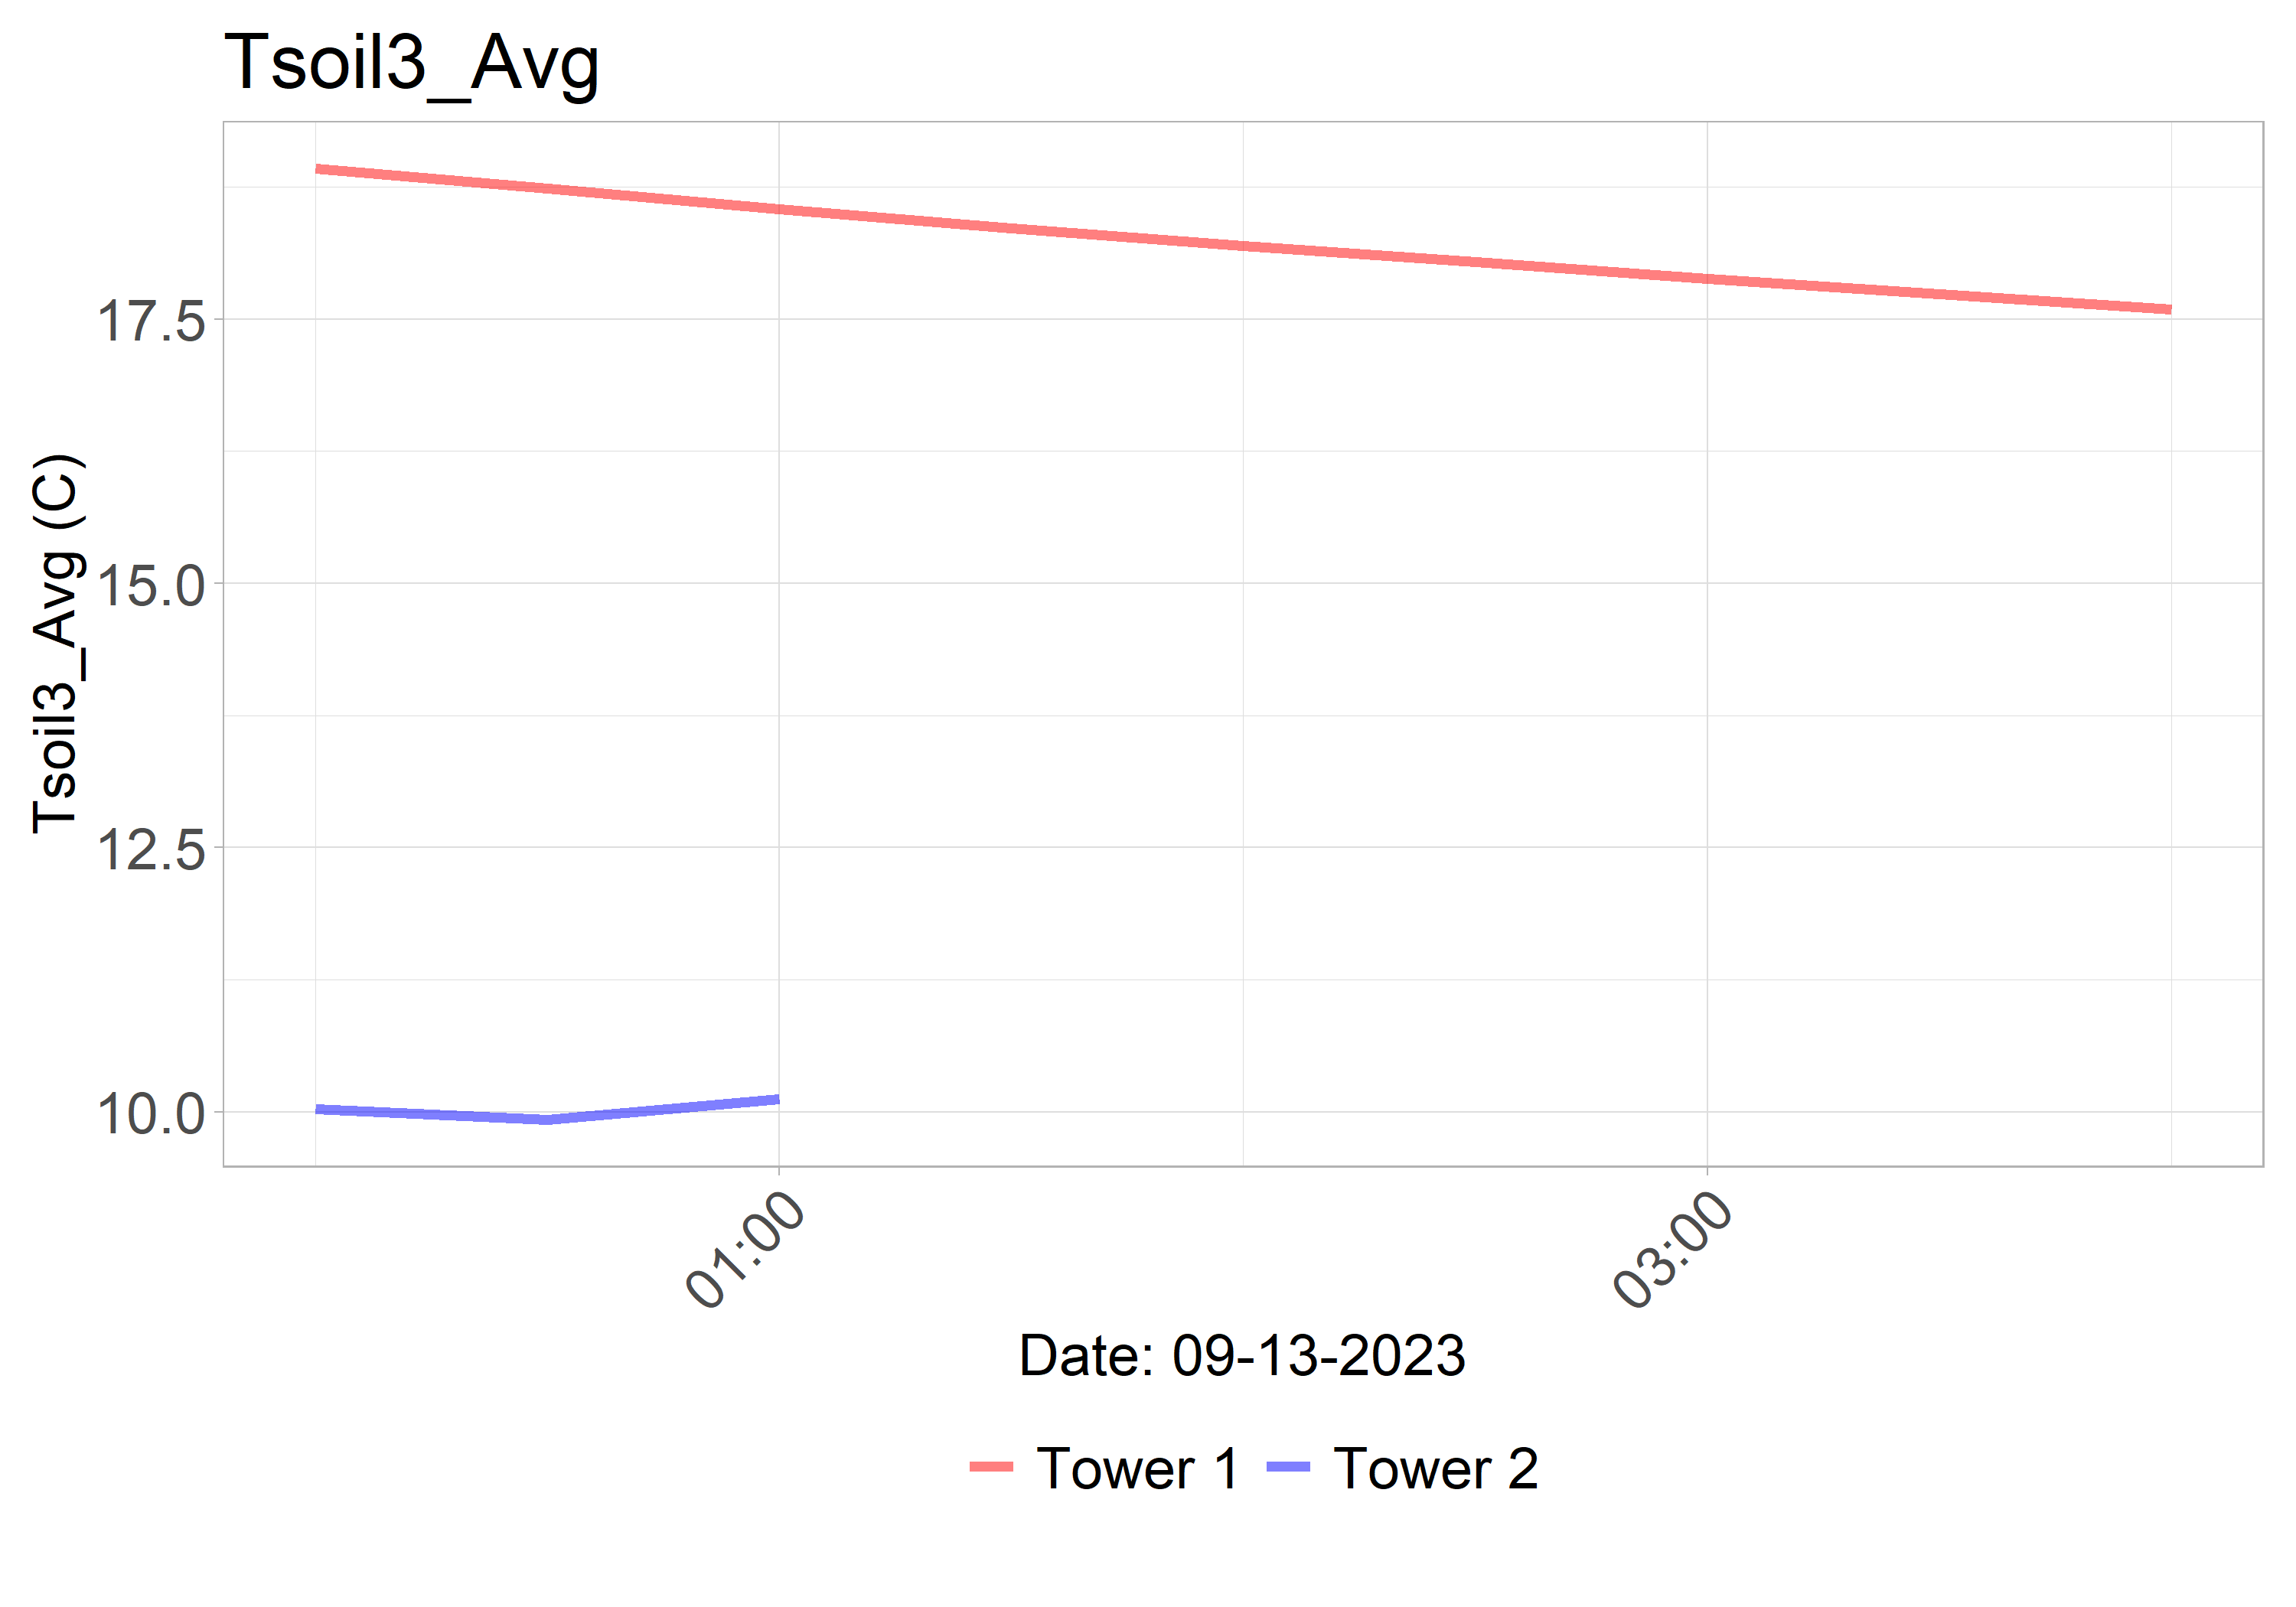 Tsoil3_Avg
Tsoil3_Avg (C)
17.5
15.0
12.5
10.0
01:00
03:00
Date: 09-13-2023
Tower 1
Tower 2